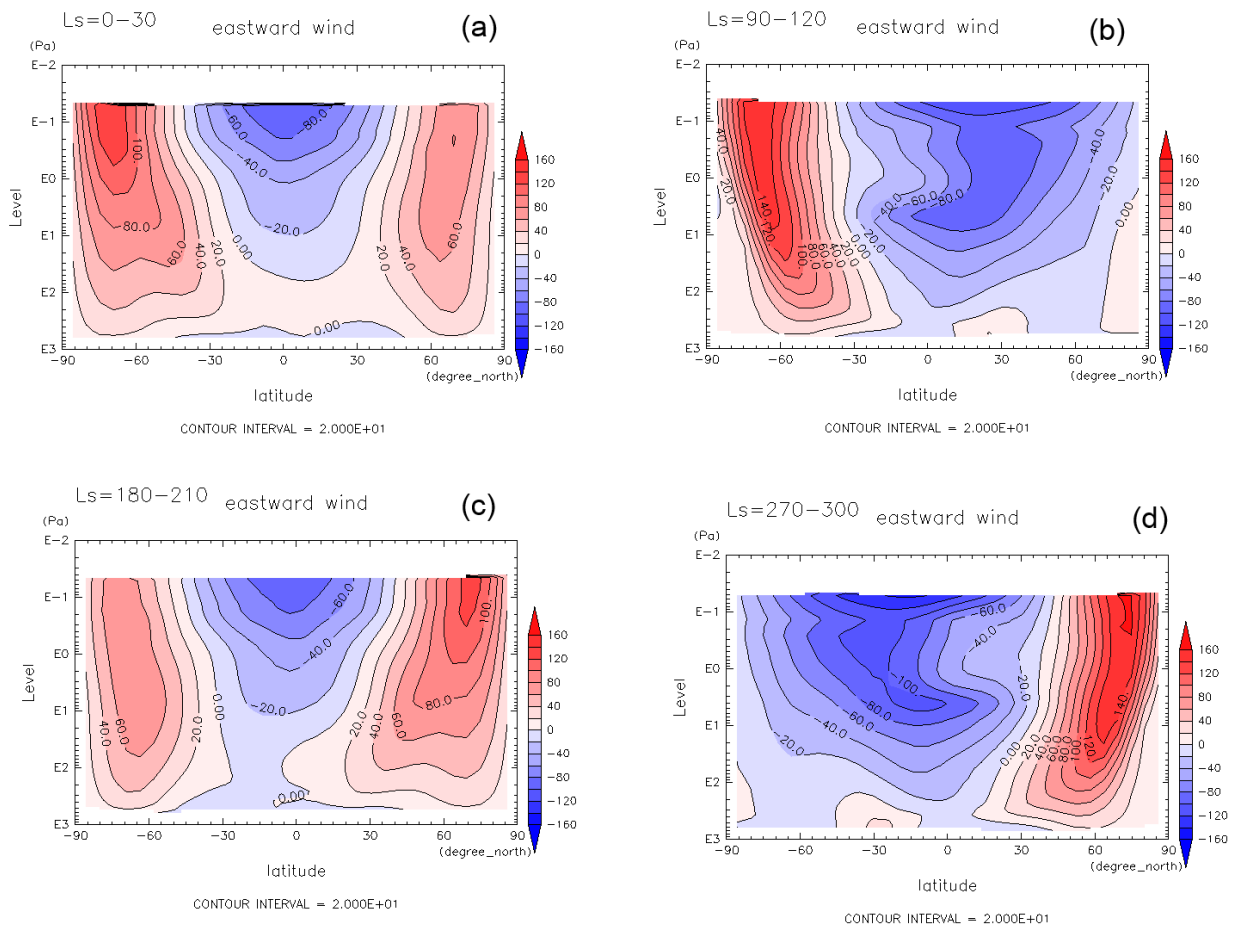 Ls=0−30 eastward wind (a)
(Pa)
E−2
E−1
E0
E1
E2
E3
Level
−90 −60 −30 0 30 60 90
(degree_north)
latitude
CONTOUR INTERVAL = 2.000E+01
100.
80.0
60.0
40.0
20.0
0.00
−60.0
−80.0
−40.0
−20.0
0.00
20.0
40.0
60.0
160
120
80
40
0
−40
−80
−120
−160
Ls=90−120 eastward wind (b)
(Pa)
E−2
E−1
E0
E1
E2
E3
Level
−90 −60 −30 0 30 60 90
(degree_north)
latitude
CONTOUR INTERVAL = 2.000E+01
40.0
20.0
140.
120.
100.
80.0
60.0
40.0
20.0
0.00
−20.0
−40.0
−60.0
−80.0
−40.0
−20.0
0.00
160
120
80
40
0
−40
−80
−120
−160
Ls=180−210 eastward wind (c)
(Pa)
E−2
E−1
E0
E1
E2
E3
Level
−90 −60 −30 0 30 60 90
(degree_north)
latitude
CONTOUR INTERVAL = 2.000E+01
40.0
60.0
20.0
0.00
−20.0
−40.0
−60.0
0.00
20.0
40.0
60.0
80.0
100.
160
120
80
40
0
−40
−80
−120
−160
Ls=270−300 eastward wind (d)
(Pa)
E−2
E−1
E0
E1
E2
E3
Level
−90 −60 −30 0 30 60 90
(degree_north)
latitude
CONTOUR INTERVAL = 2.000E+01
−60.0
−40.0
−20.0
−100.
−80.0
−60.0
−40.0
−20.0
0.00
20.0
40.0
60.0
80.0
100.
120.
140.
160
120
80
40
0
−40
−80
−120
−160